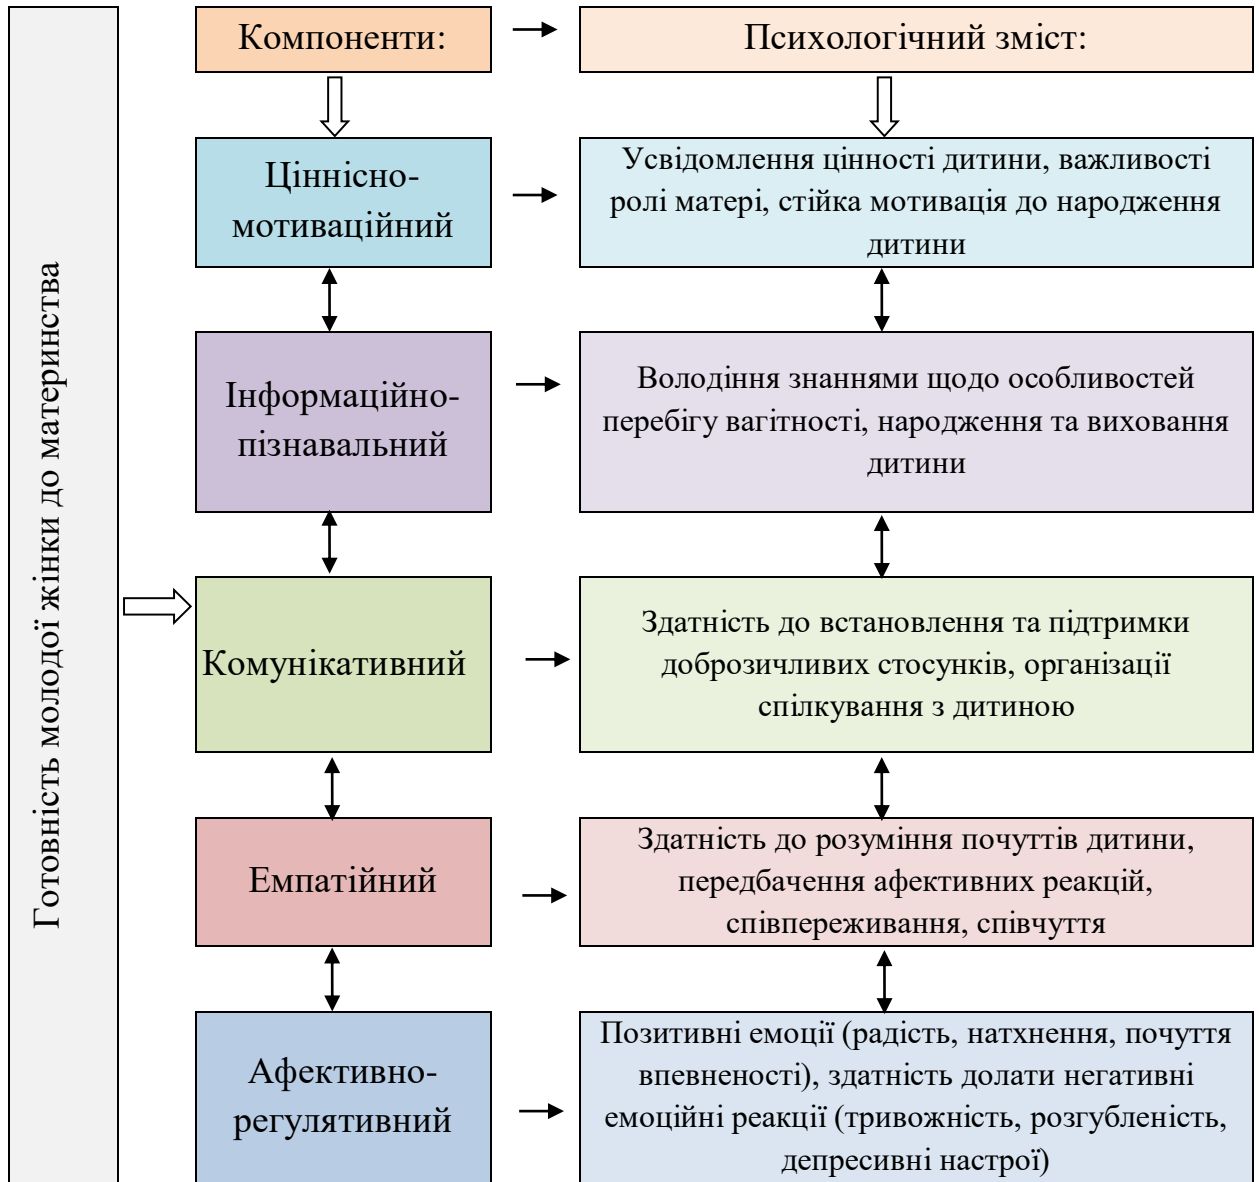 Готовність молодої жінки до материнства
Компоненти:
Психологічний зміст:
Ціннісно-
мотиваційний
Усвідомлення цінності дитини, важливості
ролі матері, стійка мотивація до народження
дитини
Інформаційно-
пізнавальний
Володіння знаннями щодо особливостей
перебігу вагітності, народження та виховання
дитини
Комунікативний
Здатність до встановлення та підтримки
доброзичливих стосунків, організації
спілкування з дитиною
Емпатійний
Здатність до розуміння почуттів дитини,
передбачення афективних реакцій,
співпереживання, співчуття
Афективно-
регулятивний
Позитивні емоції (радість, натхнення, почуття
впевненості), здатність долати негативні
емоційні реакції (тривожність, розгубленість,
депресивні настрої)